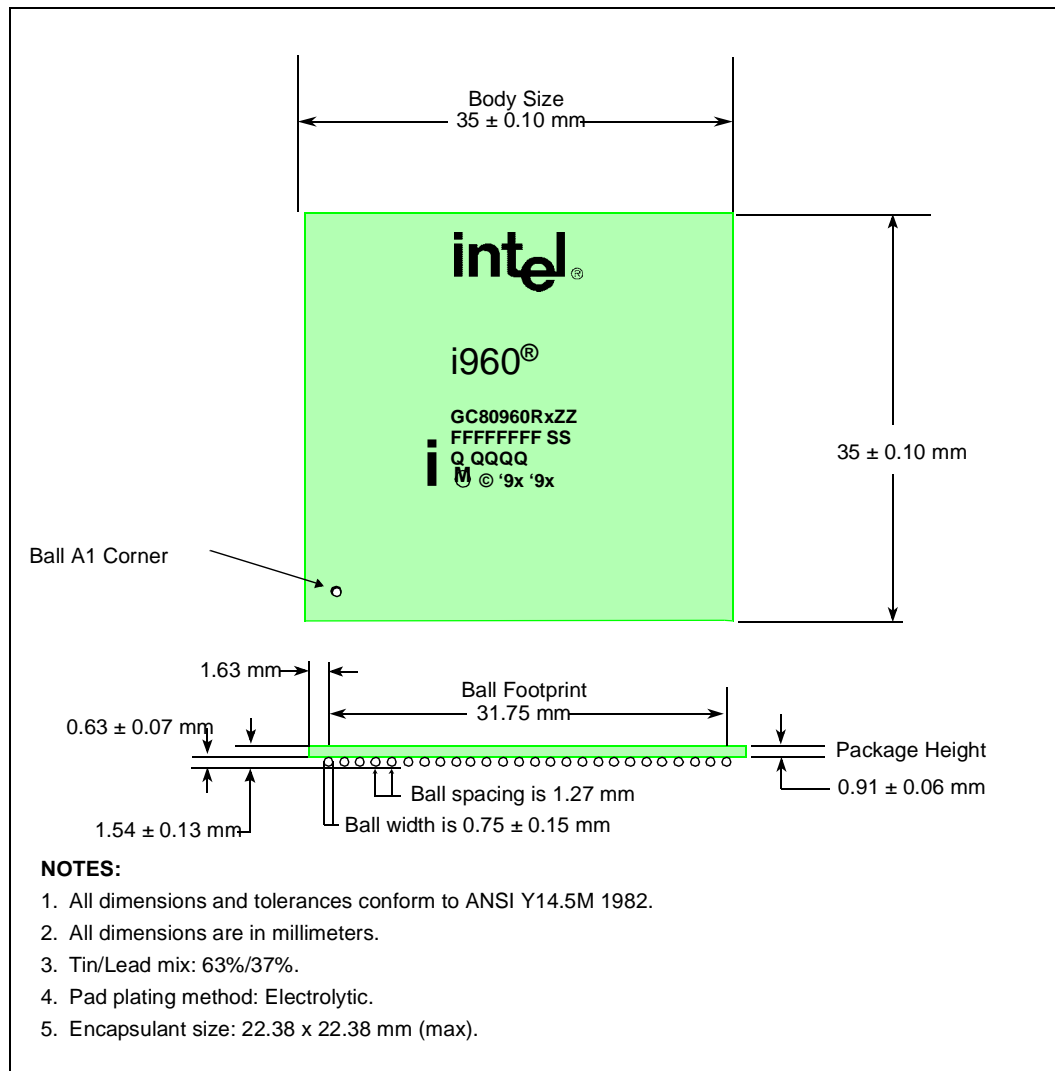 Body Size
35 ± 0.10 mm
intel®
i960®
GC80960RxZZ
FFFFFFFF SS
Q QQQQ
i
M © ‘9x ‘9x
35 ± 0.10 mm
Ball A1 Corner
1.63 mm
Ball Footprint
31.75 mm
0.63 ± 0.07 mm
Package Height
0.91 ± 0.06 mm
Ball spacing is 1.27 mm
1.54 ± 0.13 mm
Ball width is 0.75 ± 0.15 mm
NOTES:
1. All dimensions and tolerances conform to ANSI Y14.5M 1982.
2. All dimensions are in millimeters.
3. Tin/Lead mix: 63%/37%.
4. Pad plating method: Electrolytic.
5. Encapsulant size: 22.38 x 22.38 mm (max).